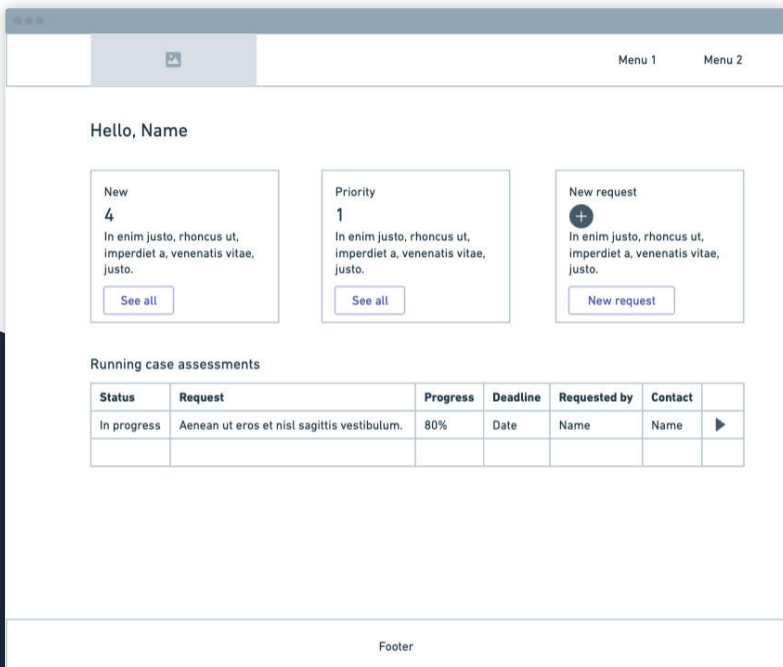 Menu 1 Menu 2
Hello, Name
New
4
In enim justo, rhoncus ut,
imperdiet a, venenatis vitae,
justo.
See all
Priority
1
In enim justo, rhoncus ut,
imperdiet a, venenatis vitae,
justo.
See all
New request
In enim justo, rhoncus ut,
imperdiet a, venenatis vitae,
justo.
New request
Running case assessments
Status Request Progress Deadline Requested by Contact
In progress Aenean ut eros et nisl sagittis vestibulum. 80% Date Name Name
Footer